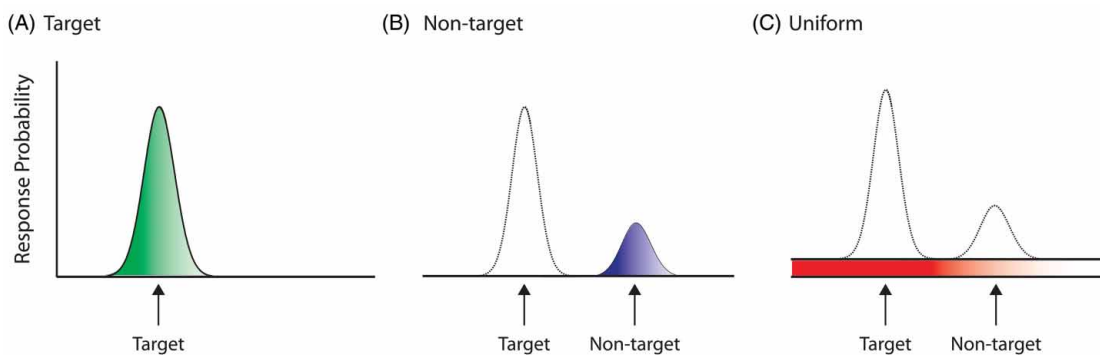 (A) Target
Response Probability
Target
(B) Non-target
Target Non-target
(C) Uniform
Target Non-target